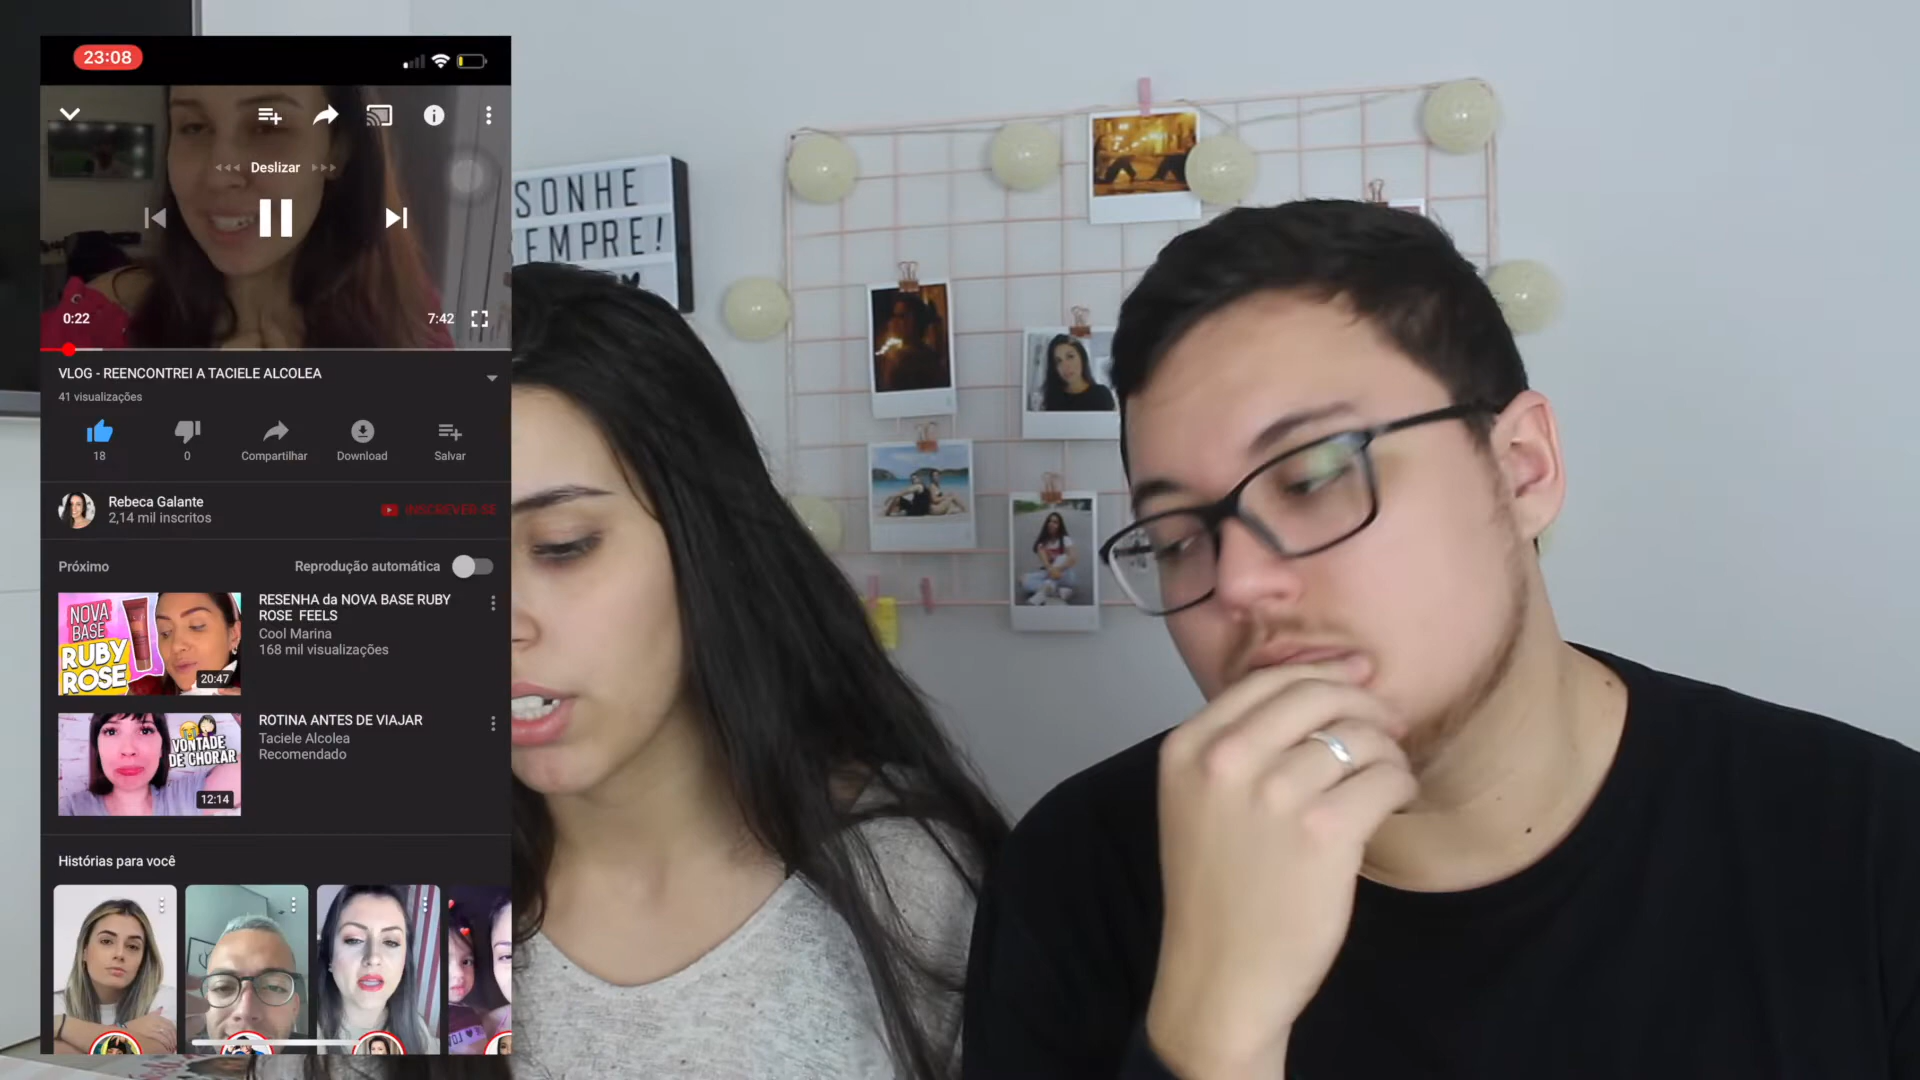 23:08
Deslizar
0:22
7:42
VLOG - REENCONTREI A TACIELE ALCOLEA
41 visualizações
18
0
Compartilhar
Download
Salvar
Rebeca Galante
2,14 mil inscritos
INSCREVER-SE
Próximo
Reprodução automática
NOVA
BASE
RUBY
ROSE
20:47
RESENHA da NOVA BASE RUBY
ROSE FEELS
Cool Marina
168 mil visualizações
VONTADE
DE CHORAR
12:14
ROTINA ANTES DE VIAJAR
Taciele Alcolea
Recomendado
Histórias para você
SONHE
EMPRE!